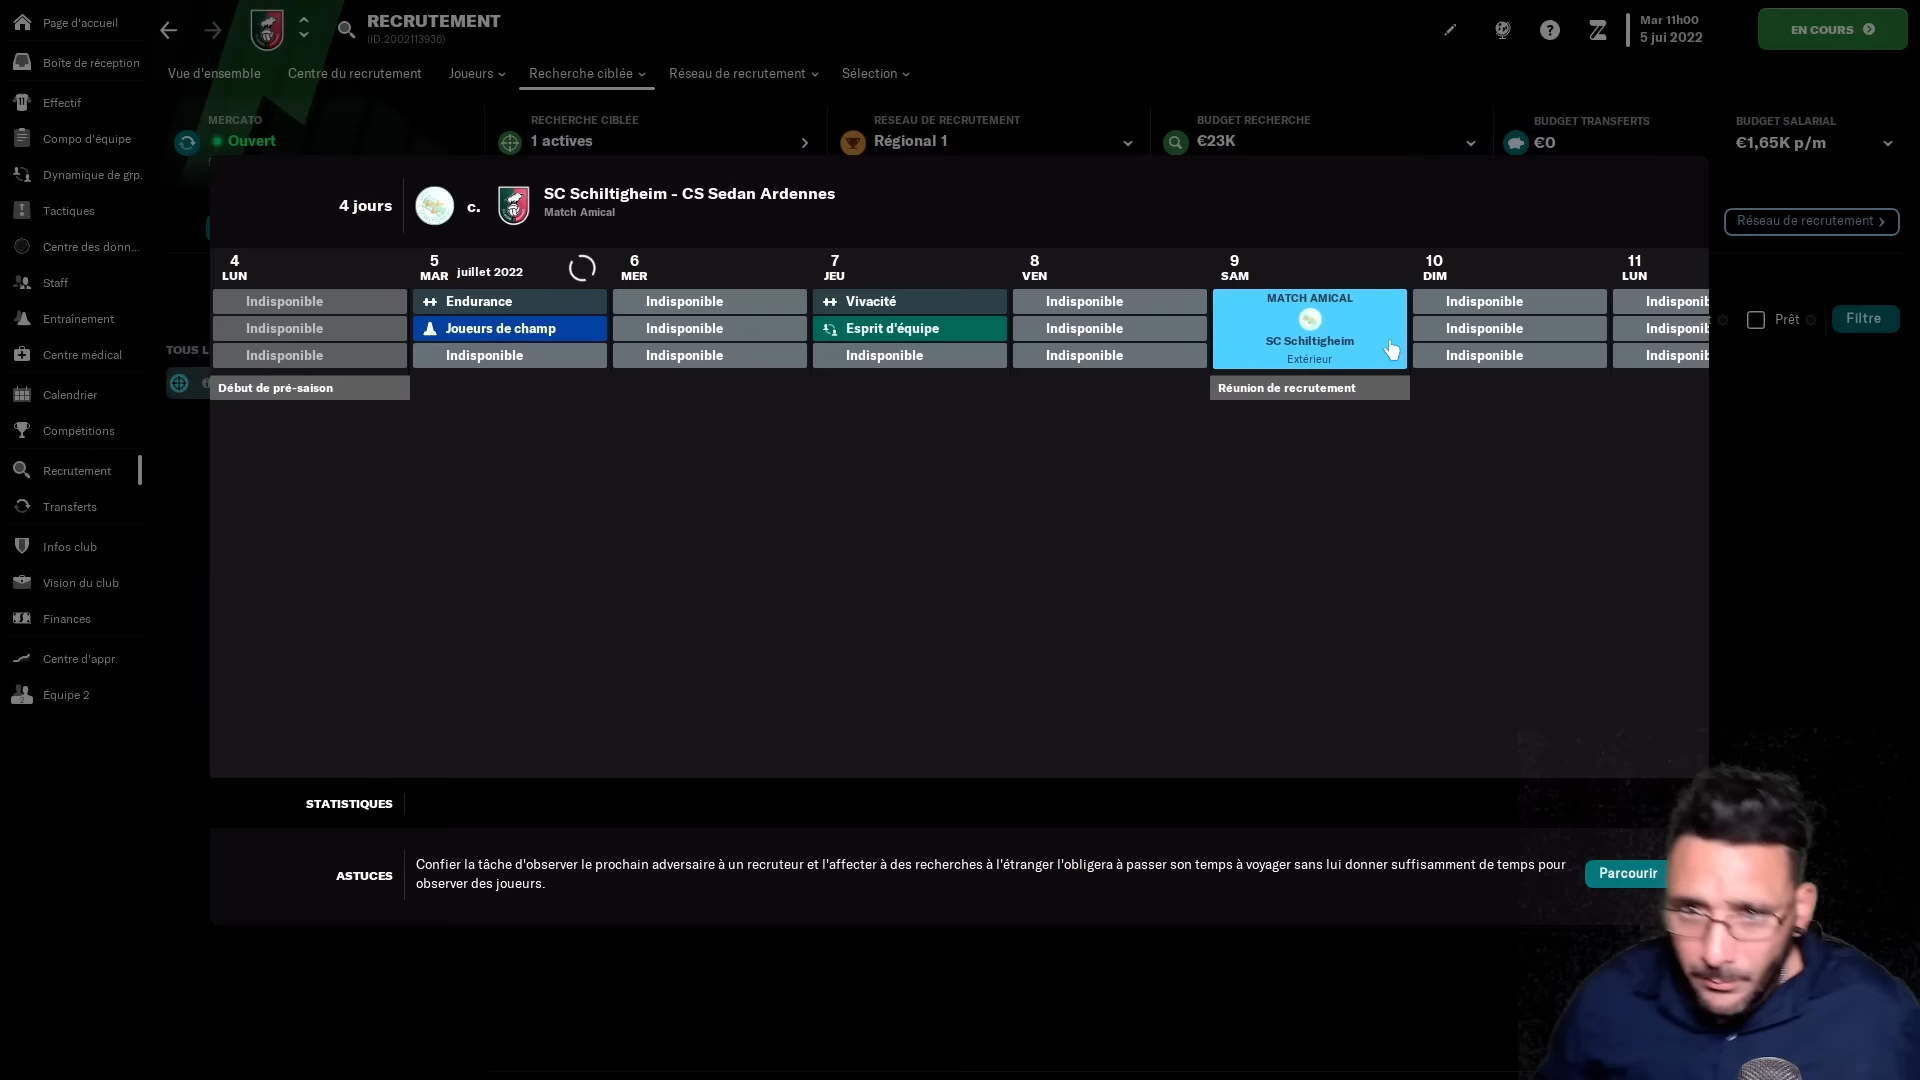 Page d'accueil
Boîte de réception
Effectif
Compo d'équipe
Dynamique de grp.
Tactiques
Centre des donn...
Staff
Entraînement
Centre médical
Calendrier
Compétitions
Recrutement
Transferts
Infos club
Vision du club
Finances
Centre d'appr.
Équipe 2
RECRUTEMENT
(ID:2002113936)
Mar 11h00
5 jui 2022
EN COURS
Vue d'ensemble Centre du recrutement Joueurs Recherche ciblée Réseau de recrutement Sélection
MERCATO
Ouvert
RECHERCHE CIBLÉE
1 actives
RÉSEAU DE RECRUTEMENT
Régional 1
BUDGET RECHERCHE
€23K
BUDGET TRANSFERTS
€0
BUDGET SALARIAL
€1,65K p/m
Réseau de recrutement
Prêt
Filtre
TOUS L
4 jours
c.
SC Schiltigheim - CS Sedan Ardennes
Match Amical
4 5 6 7 8 9 10 11
LUN MAR juillet 2022 MER JEU VEN SAM DIM LUN
Indisponible Endurance Indisponible Vivacité Indisponible MATCH AMICAL Indisponible Indisponib
Indisponible Joueurs de champ Indisponible Esprit d'équipe Indisponible SC Schiltigheim Indisponible Indisponib
Indisponible Indisponible Indisponible Indisponible Indisponible Extérieur Indisponible Indisponib
Début de pré-saison Réunion de recrutement
STATISTIQUES
ASTUCES
Confier la tâche d'observer le prochain adversaire à un recruteur et l'affecter à des recherches à l'étranger l'obligera à passer son temps à voyager sans lui donner suffisamment de temps pour
observer des joueurs.
Parcourir